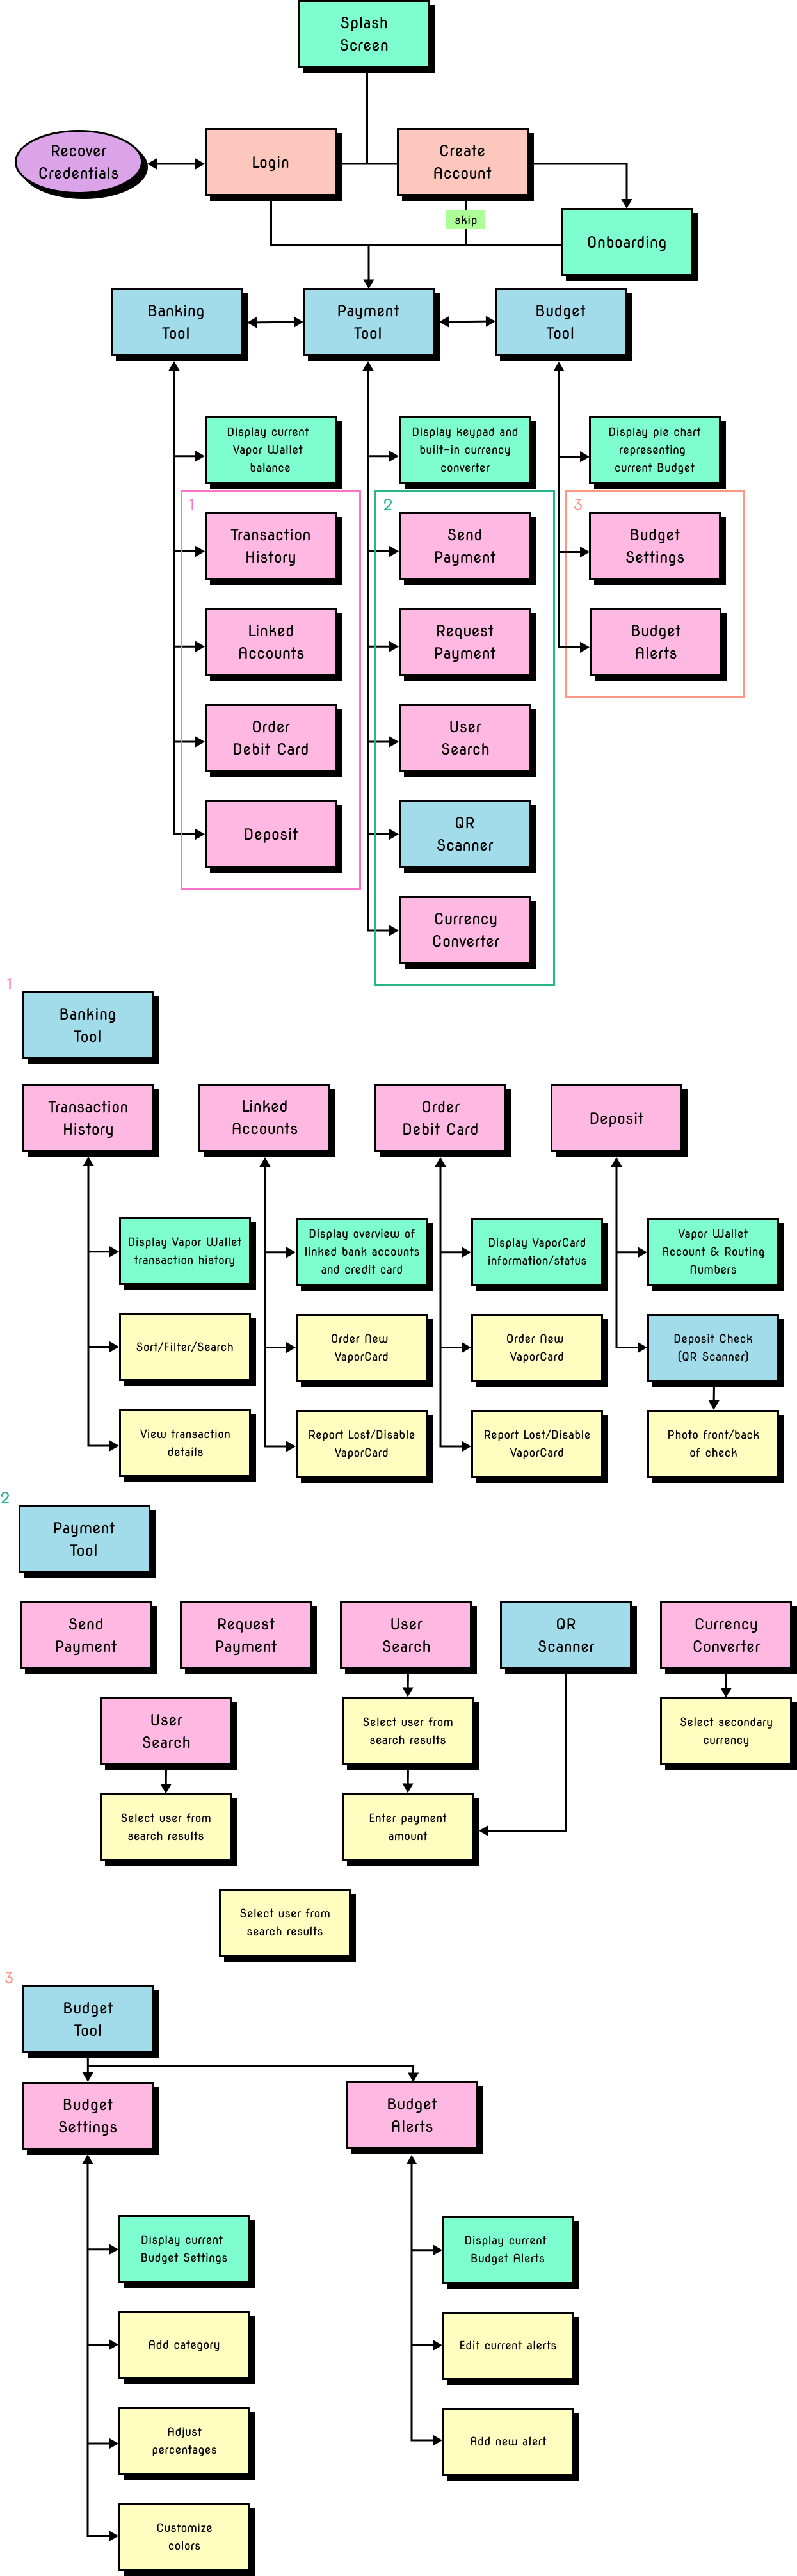 Splash
Screen
Recover
Credentials
Login
Create
Account
skip
Onboarding
Banking
Tool
Payment
Tool
Budget
Tool
Display current
Vapor Wallet
balance
Display keypad and
built-in currency
converter
Display pie chart
representing
current Budget
1
2
3
Transaction
History
Send
Payment
Budget
Settings
Linked
Accounts
Request
Payment
Budget
Alerts
Order
Debit Card
User
Search
Deposit
QR
Scanner
Currency
Converter
1
Banking
Tool
Transaction
History
Linked
Accounts
Order
Debit Card
Deposit
Display Vapor Wallet
transaction history
Display overview of
linked bank accounts
and credit card
Display VaporCard
information/status
Vapor Wallet
Account & Routing
Numbers
Sort/Filter/Search
Order New
VaporCard
Order New
VaporCard
Deposit Check
(QR Scanner)
View transaction
details
Report Lost/Disable
VaporCard
Report Lost/Disable
VaporCard
Photo front/back
of check
2
Payment
Tool
Send
Payment
Request
Payment
User
Search
QR
Scanner
Currency
Converter
User
Search
Select user from
search results
Select secondary
currency
Select user from
search results
Enter payment
amount
Select user from
search results
3
Budget
Tool
Budget
Settings
Budget
Alerts
Display current
Budget Settings
Display current
Budget Alerts
Add category
Edit current alerts
Adjust
percentages
Add new alert
Customize
colors